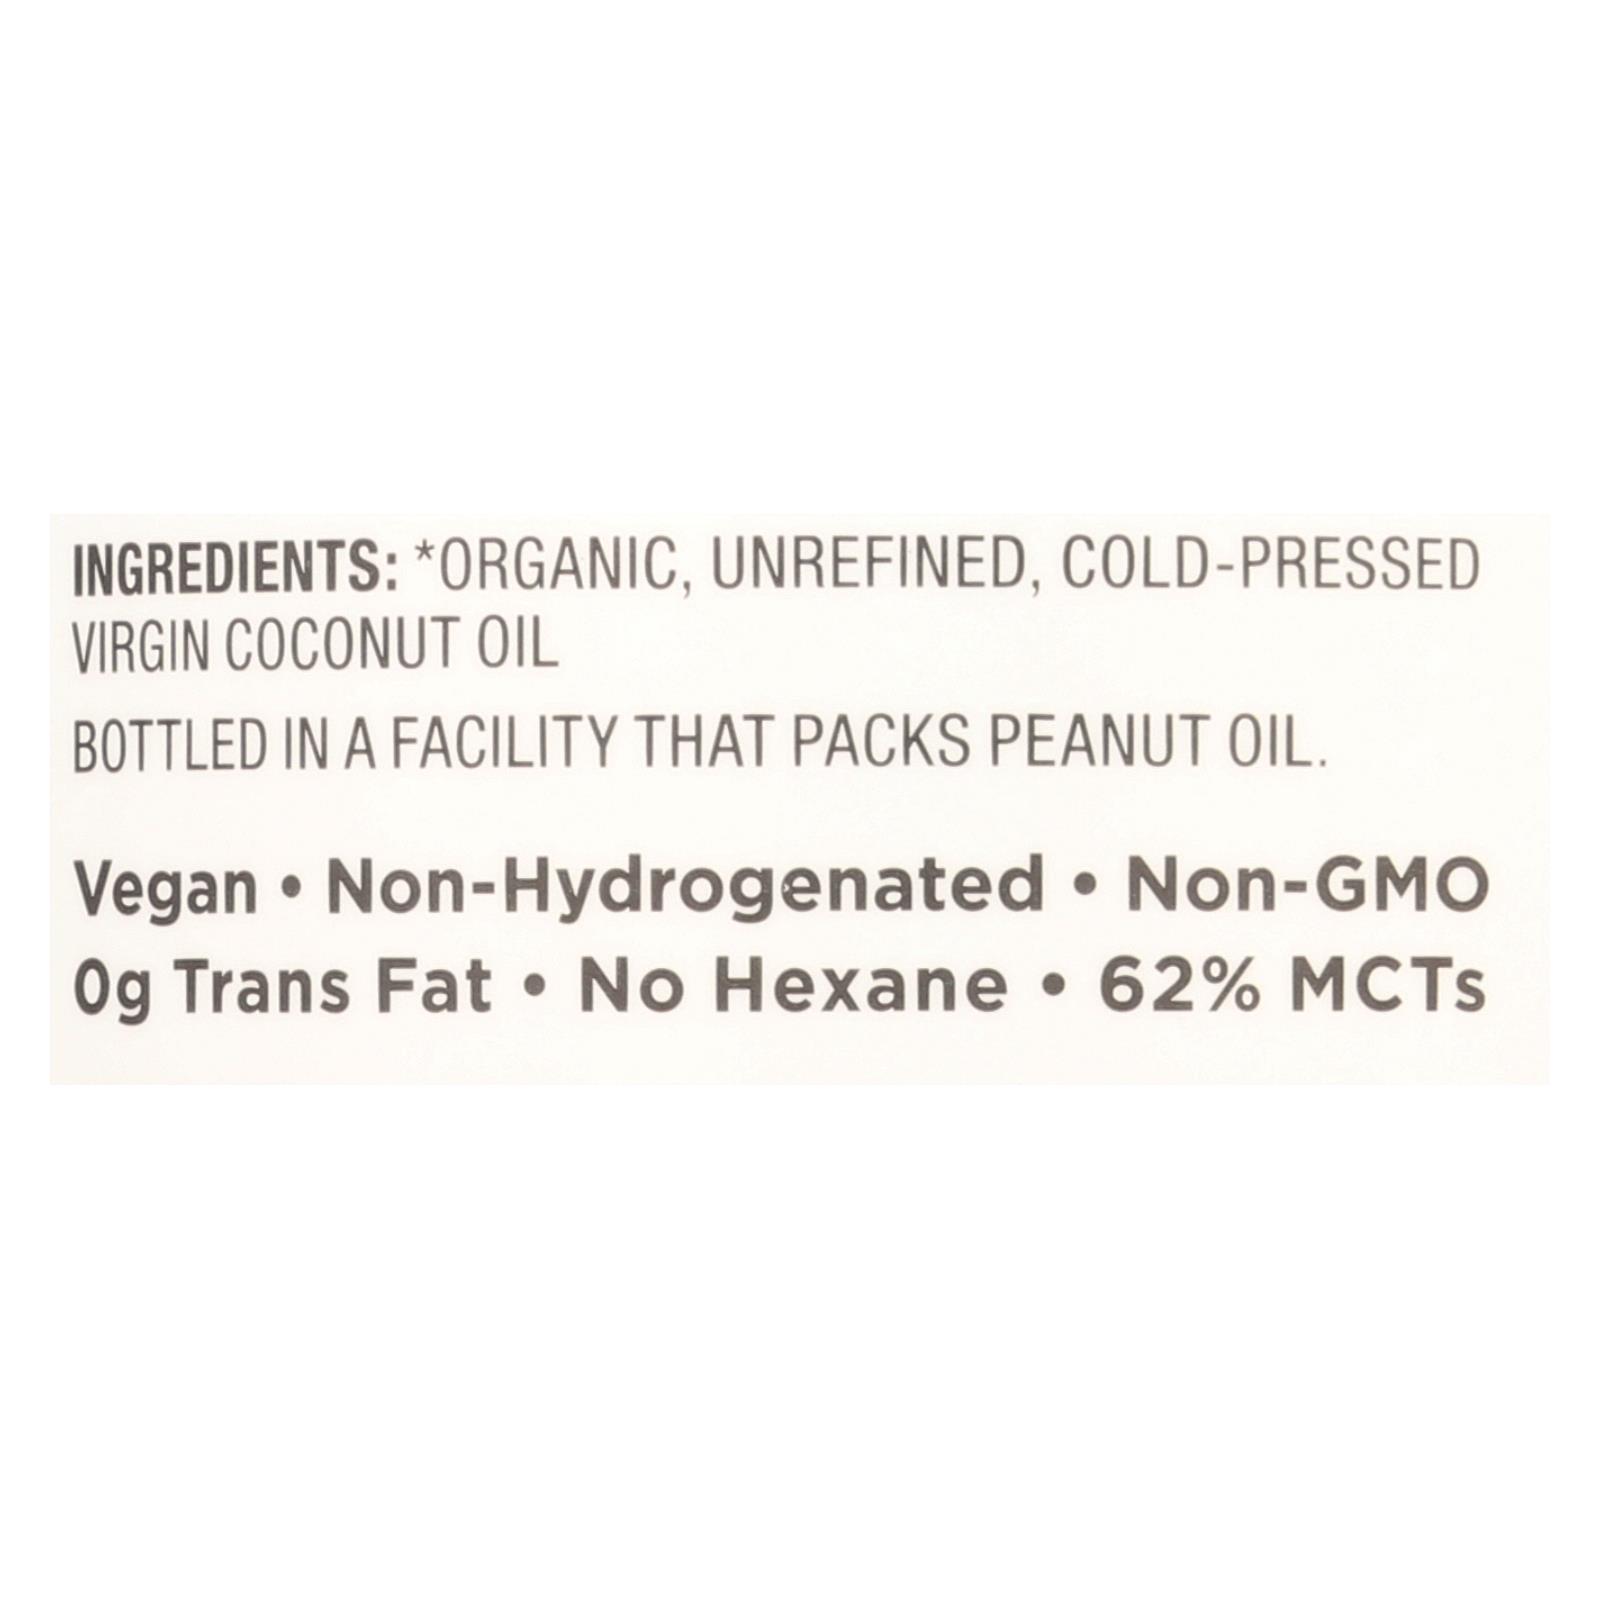 INGREDIENTS: *ORGANIC, UNREFINED, COLD-PRESSED
VIRGIN COCONUT OIL
BOTTLED IN A FACILITY THAT PACKS PEANUT OIL.
Vegan • Non-Hydrogenated • Non-GMO
0g Trans Fat • No Hexane • 62% MCTs